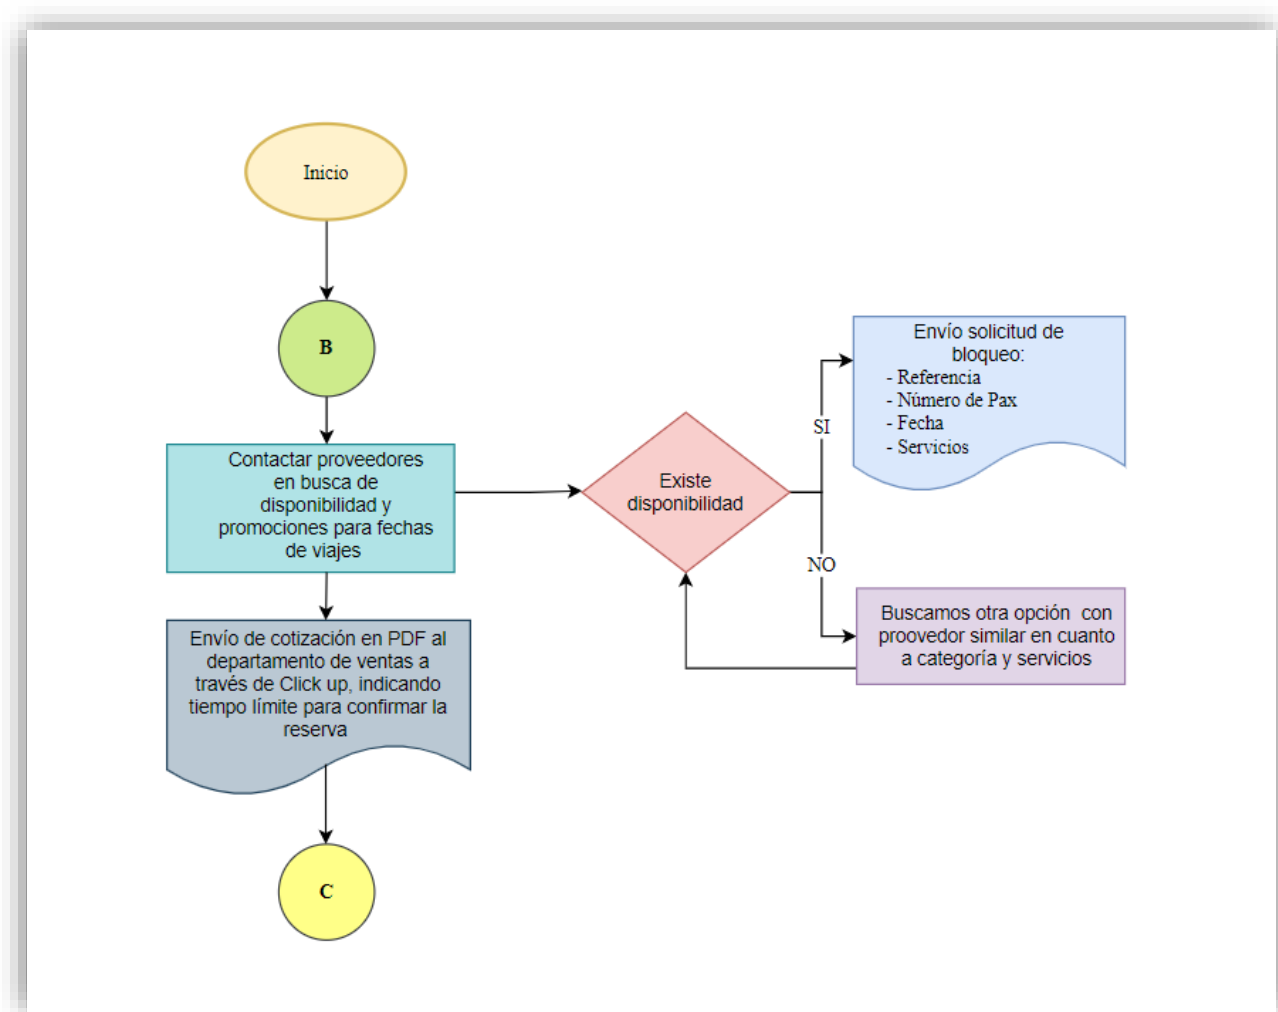 Inicio
B
Contactar proveedores
en busca de
disponibilidad y
promociones para fechas
de viajes
Existe
disponibilidad
SI
NO
Envío solicitud de
bloqueo:
- Referencia
- Número de Pax
- Fecha
- Servicios
Buscamos otra opción con
proovedor similar en cuanto
a categoría y servicios
Envío de cotización en PDF al
departamento de ventas a
través de Click up, indicando
tiempo límite para confirmar la
reserva
C